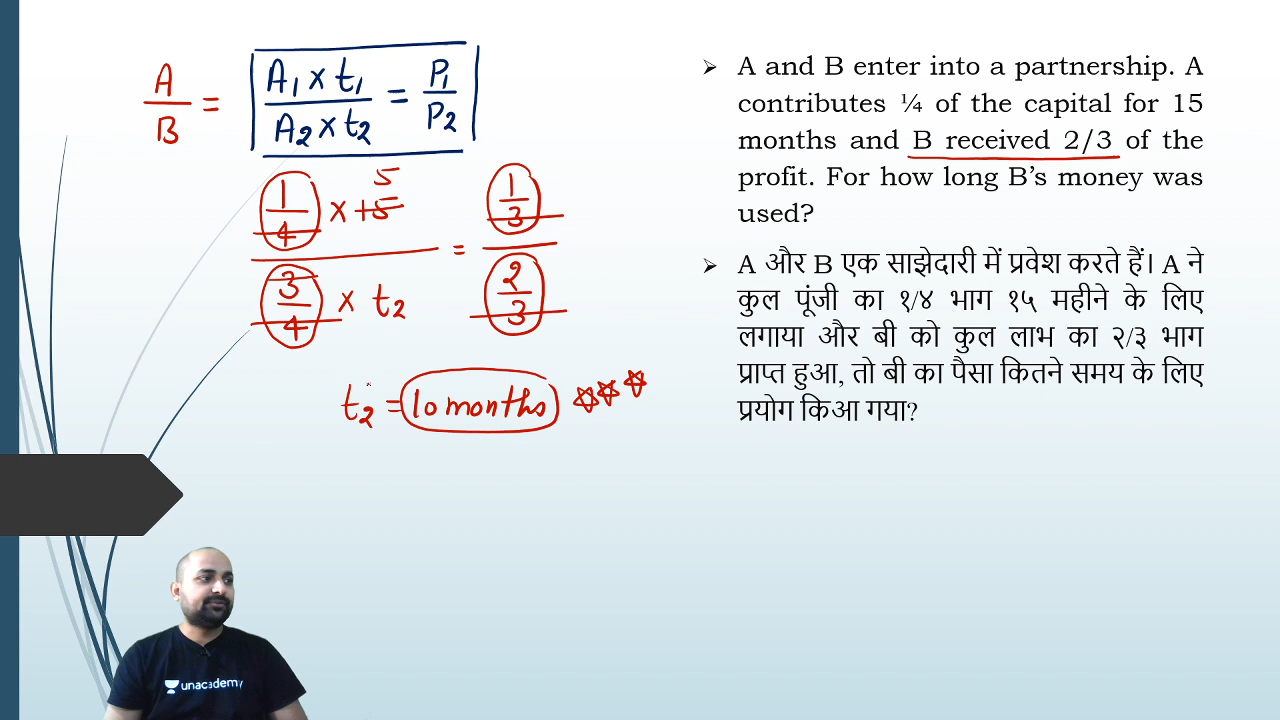 A/B = A₁ x t₁ / A₂ x t₂ = P₁/P₂
1/4 x 15 5 / 3/4 x t₂ = 1/3 / 2/3
t₂ = 10 months
➢ A and B enter into a partnership. A
contributes ¼ of the capital for 15
months and B received 2/3 of the
profit. For how long B's money was
used?
➢ A और B एक साझेदारी में प्रवेश करते हैं। A ने
कुल पूंजी का १/४ भाग १५ महीने के लिए
लगाया और बी को कुल लाभ का २/३ भाग
प्राप्त हुआ, तो बी का पैसा कितने समय के लिए
प्रयोग किआ गया?
unacademy